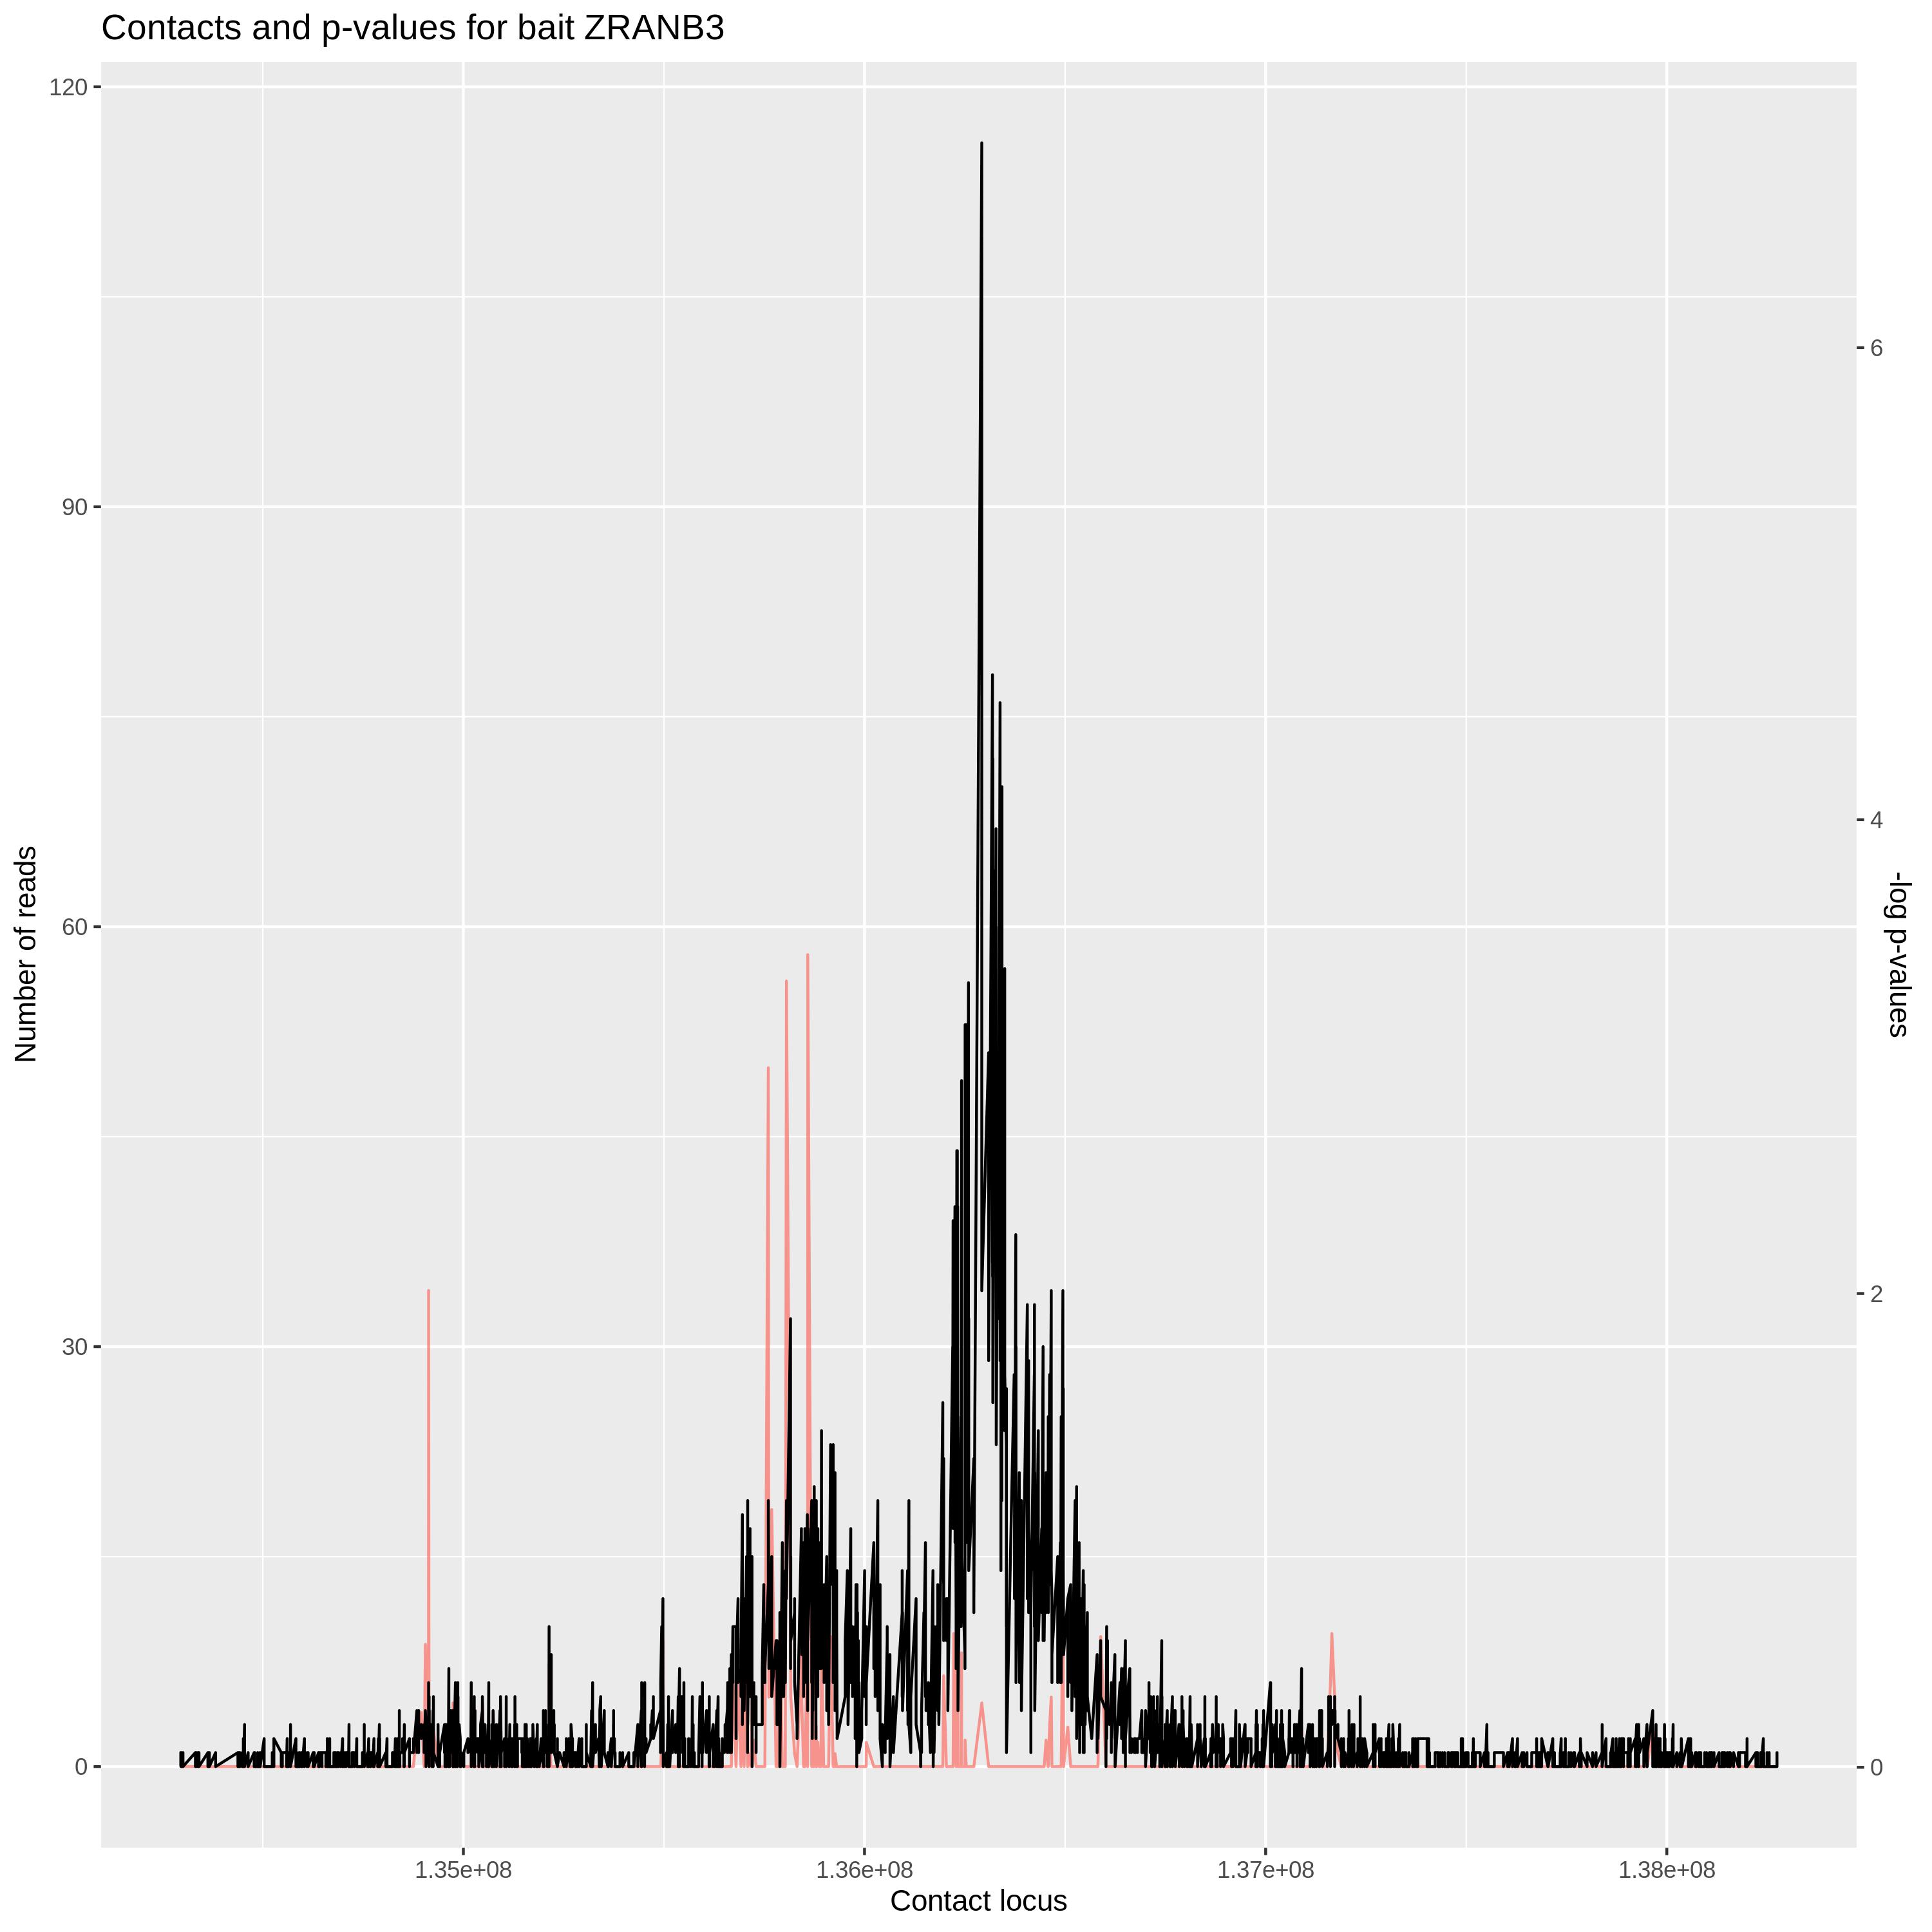 Contacts and p-values for bait ZRANB3
120
90
60
30
0
Number of reads
6
4
2
0
-log p-values
1.35e+08
1.36e+08
1.37e+08
1.38e+08
Contact locus